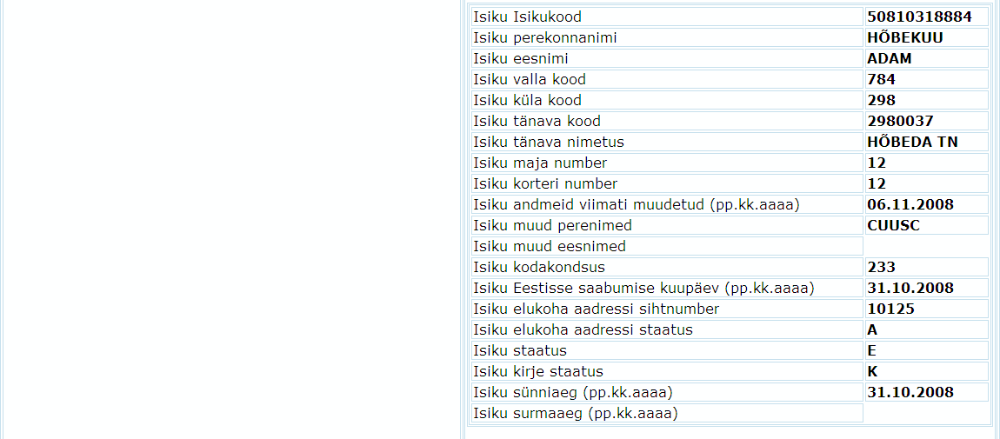 Isiku Isikukood 50810318884
Isiku perekonnanimi HÕBEKUU
Isiku eesnimi ADAM
Isiku valla kood 784
Isiku küla kood 298
Isiku tänava kood 2980037
Isiku tänava nimetus HÕBEDA TN
Isiku maja number 12
Isiku korteri number 12
Isiku andmeid viimati muudetud (pp.kk.aaaa) 06.11.2008
Isiku muud perenimed CUUSC
Isiku muud eesnimed
Isiku kodakondsus 233
Isiku Eestisse saabumise kuupäev (pp.kk.aaaa) 31.10.2008
Isiku elukoha aadressi sihtnumber 10125
Isiku elukoha aadressi staatus A
Isiku staatus E
Isiku kirje staatus K
Isiku sünniaeg (pp.kk.aaaa) 31.10.2008
Isiku surmaaeg (pp.kk.aaaa)